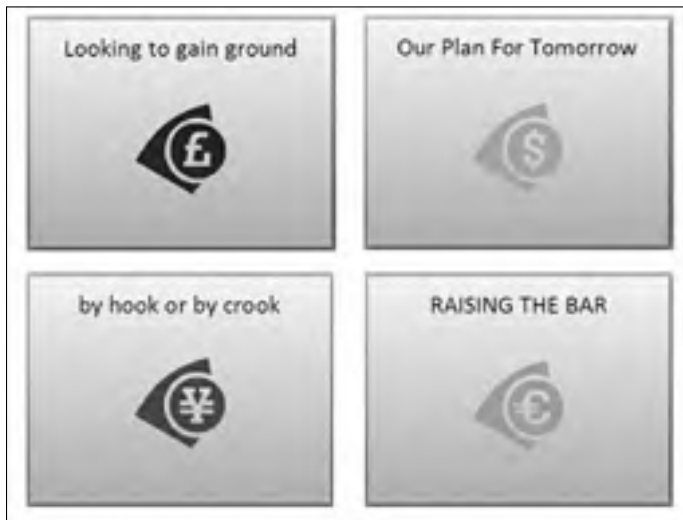 Looking to gain ground
Our Plan For Tomorrow
£
$
by hook or by crook
RAISING THE BAR
¥
€